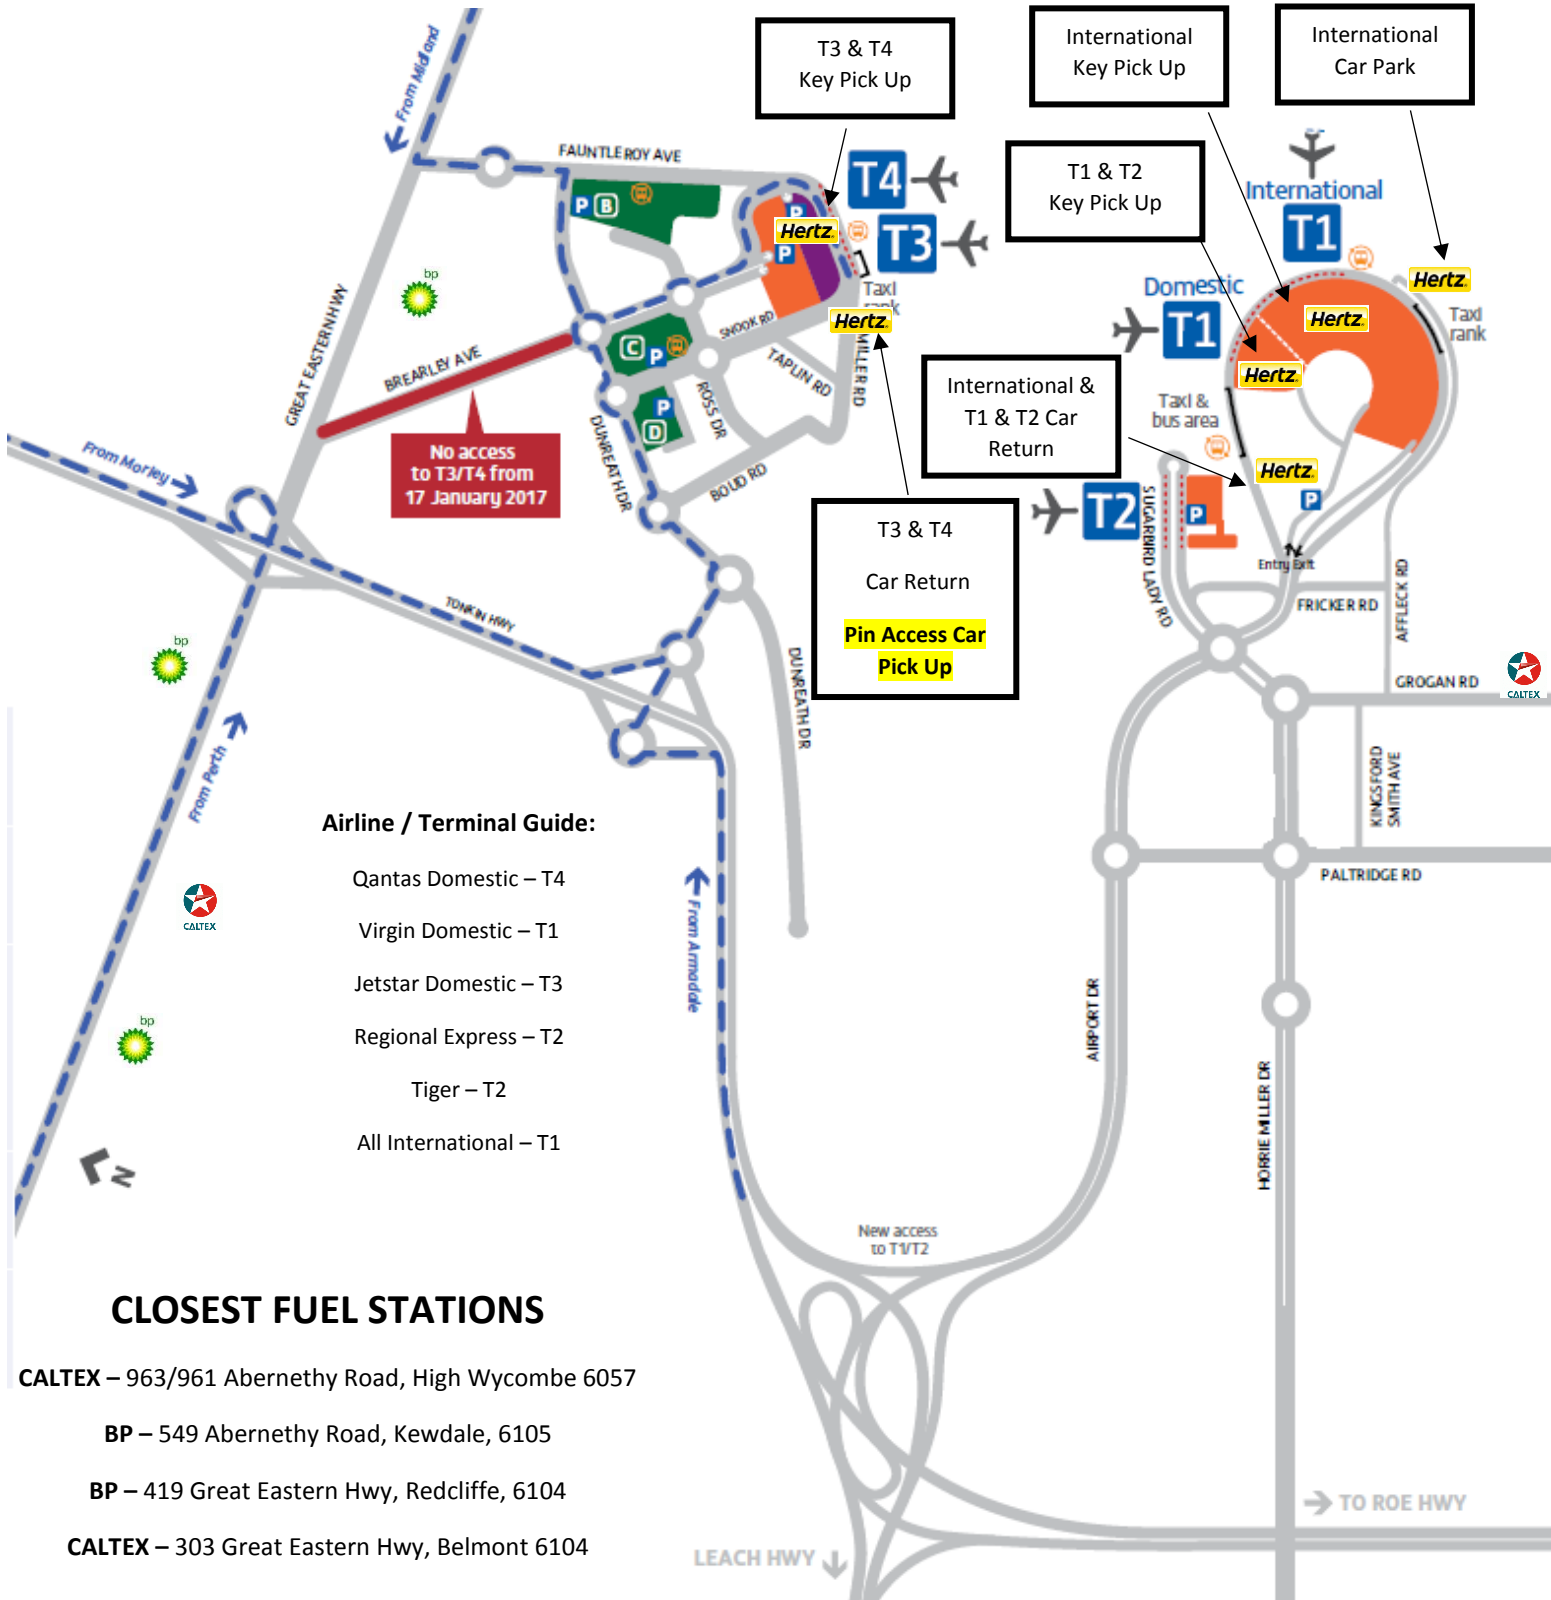 T3 & T4
Key Pick Up
International
Key Pick Up
International
Car Park
From Midland
FAUNTLEROY AVE
T4
T1 & T2
Key Pick Up
International
T1
P B
P
Hertz
P
T3
Taxi
rank
bp
Hertz
Domestic
T1
Hertz
Hertz
Taxi
rank
GREAT EASTERN HWY
BREARLEY AVE
C P
SNOOK RD
Hertz
MILLER RD
TAPLIN RD
ROSS DR
P
D
DUNREATH DR
BOUD RD
International &
T1 & T2 Car
Return
Taxi &
bus area
Hertz
P
No access
to T3/T4 from
17 January 2017
From Morley
T2
P
SUGARBIRD LADY RD
Entry Exit
T3 & T4
Car Return
Pin Access Car
Pick Up
TONKIN HWY
FRICKER RD
AFFLECK RD
bp
DUNREATH DR
GROGAN RD
CALTEX
From Perth
KINGSFORD
SMITH AVE
Airline / Terminal Guide:
Qantas Domestic – T4
Virgin Domestic – T1
Jetstar Domestic – T3
Regional Express – T2
Tiger – T2
All International – T1
PALTRIDGE RD
CALTEX
From Armadale
AIRPORT DR
bp
HORRIE MILLER DR
N
New access
to T1/T2
CLOSEST FUEL STATIONS
CALTEX – 963/961 Abernethy Road, High Wycombe 6057
BP – 549 Abernethy Road, Kewdale, 6105
BP – 419 Great Eastern Hwy, Redcliffe, 6104
CALTEX – 303 Great Eastern Hwy, Belmont 6104
TO ROE HWY
LEACH HWY